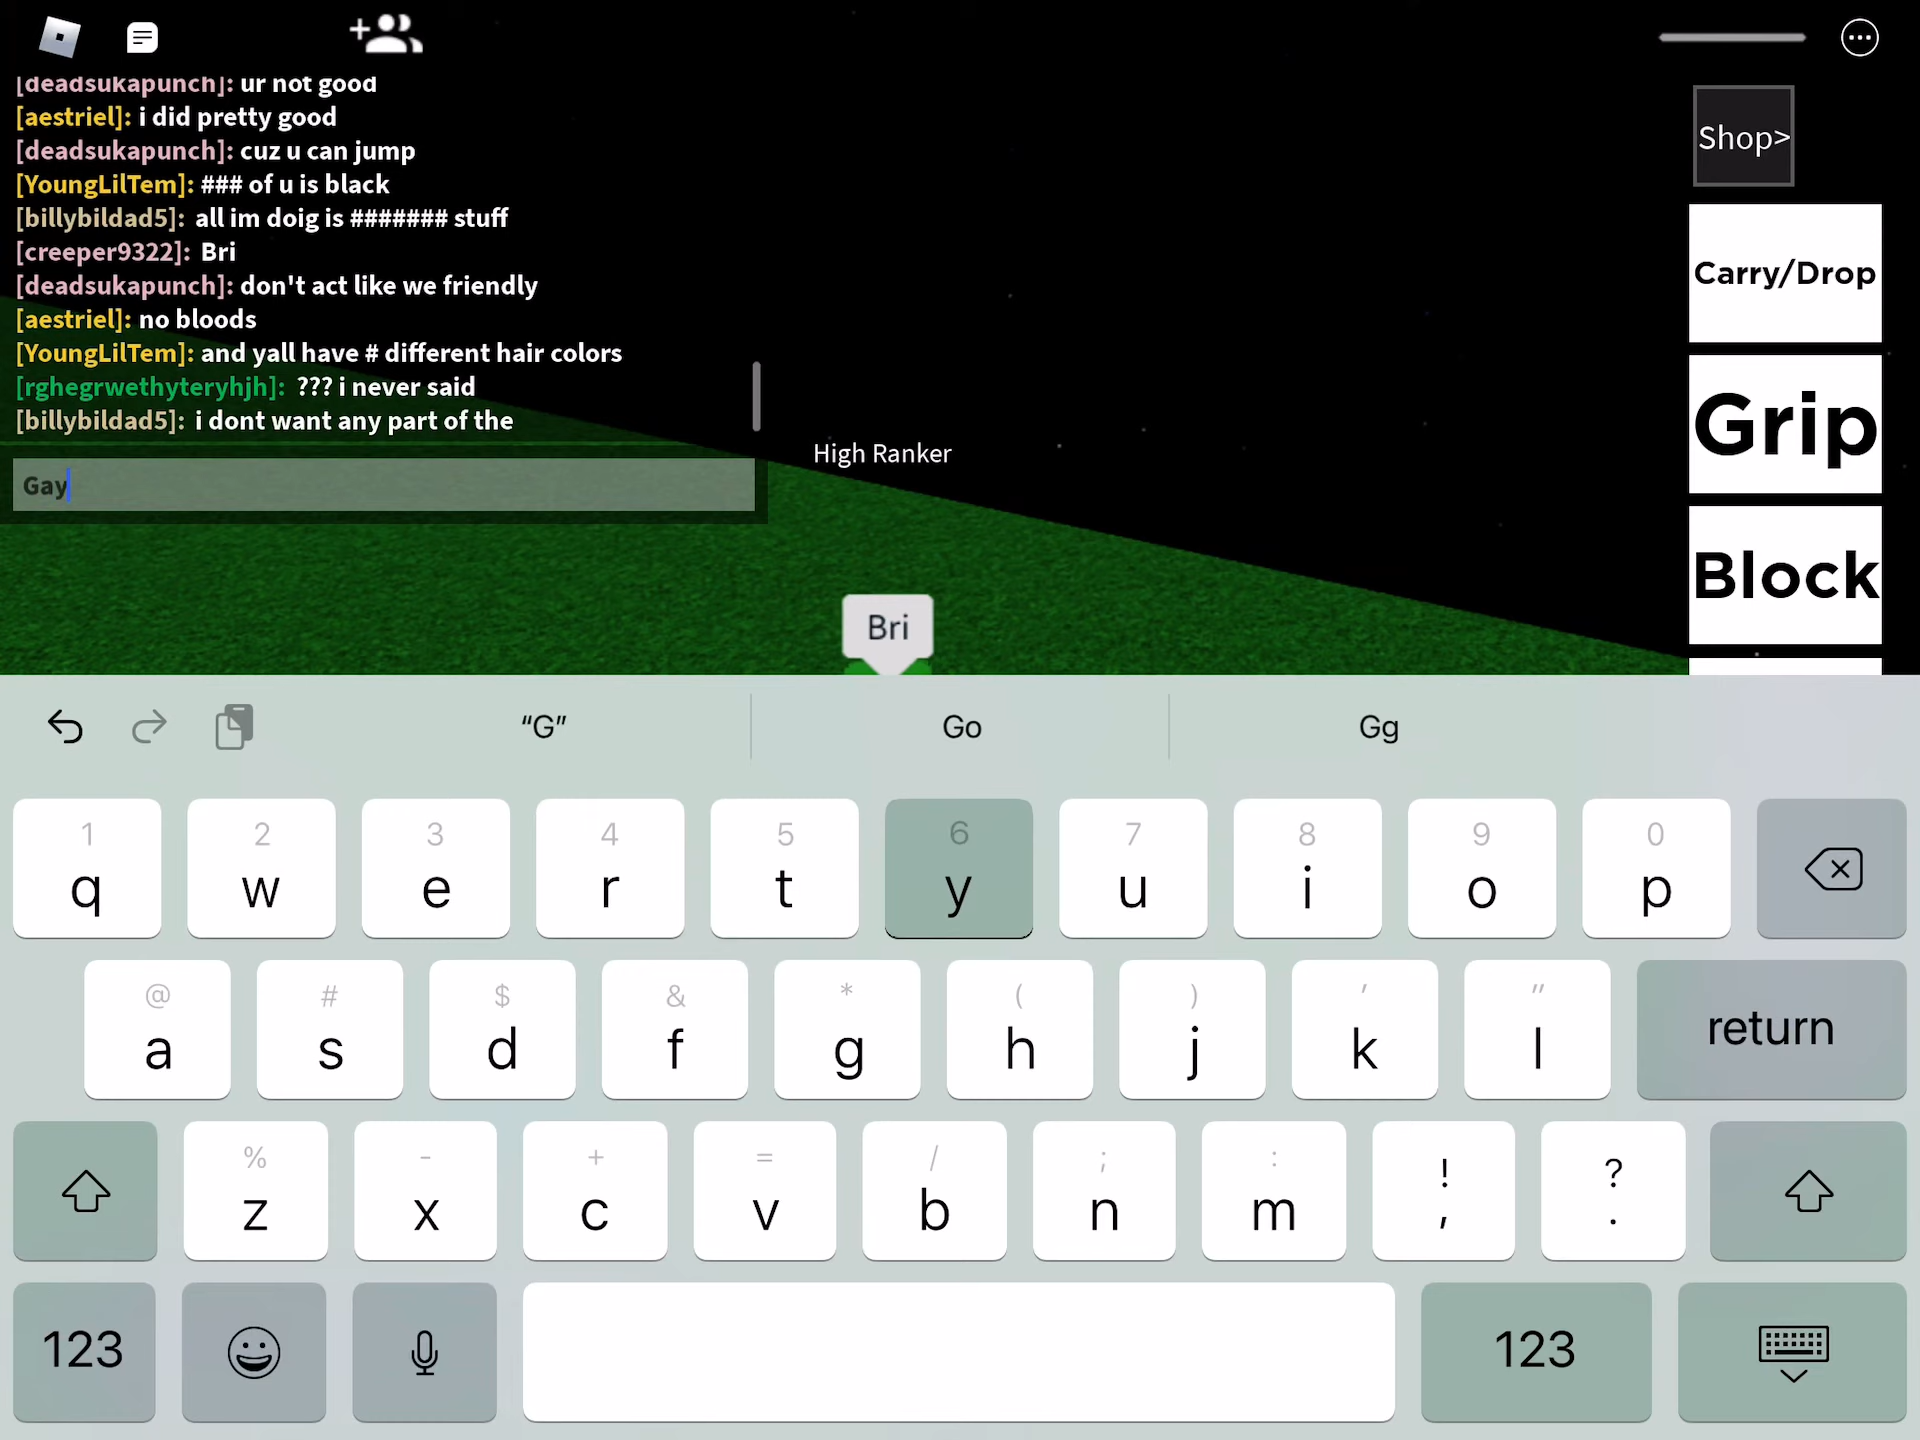 [deadsukapunch]: ur not good
[aestriel]: i did pretty good
[deadsukapunch]: cuz u can jump
[YoungLilTem]: ### of u is black
[billybildad5]: all im doig is ####### stuff
[creeper9322]: Bri
[deadsukapunch]: don't act like we friendly
[aestriel]: no bloods
[YoungLilTem]: and yall have # different hair colors
[rghegrwethyteryhjh]: ??? i never said
[billybildad5]: i dont want any part of the
Gay
High Ranker
Bri
Shop>
Carry/Drop
Grip
Block
“G” Go Gg
1 2 3 4 5 6 7 8 9 0
q w e r t y u i o p
@ # $ & * ( ) ' "
a s d f g h j k l return
% - + = / ; : ! ?
z x c v b n m , .
123 123